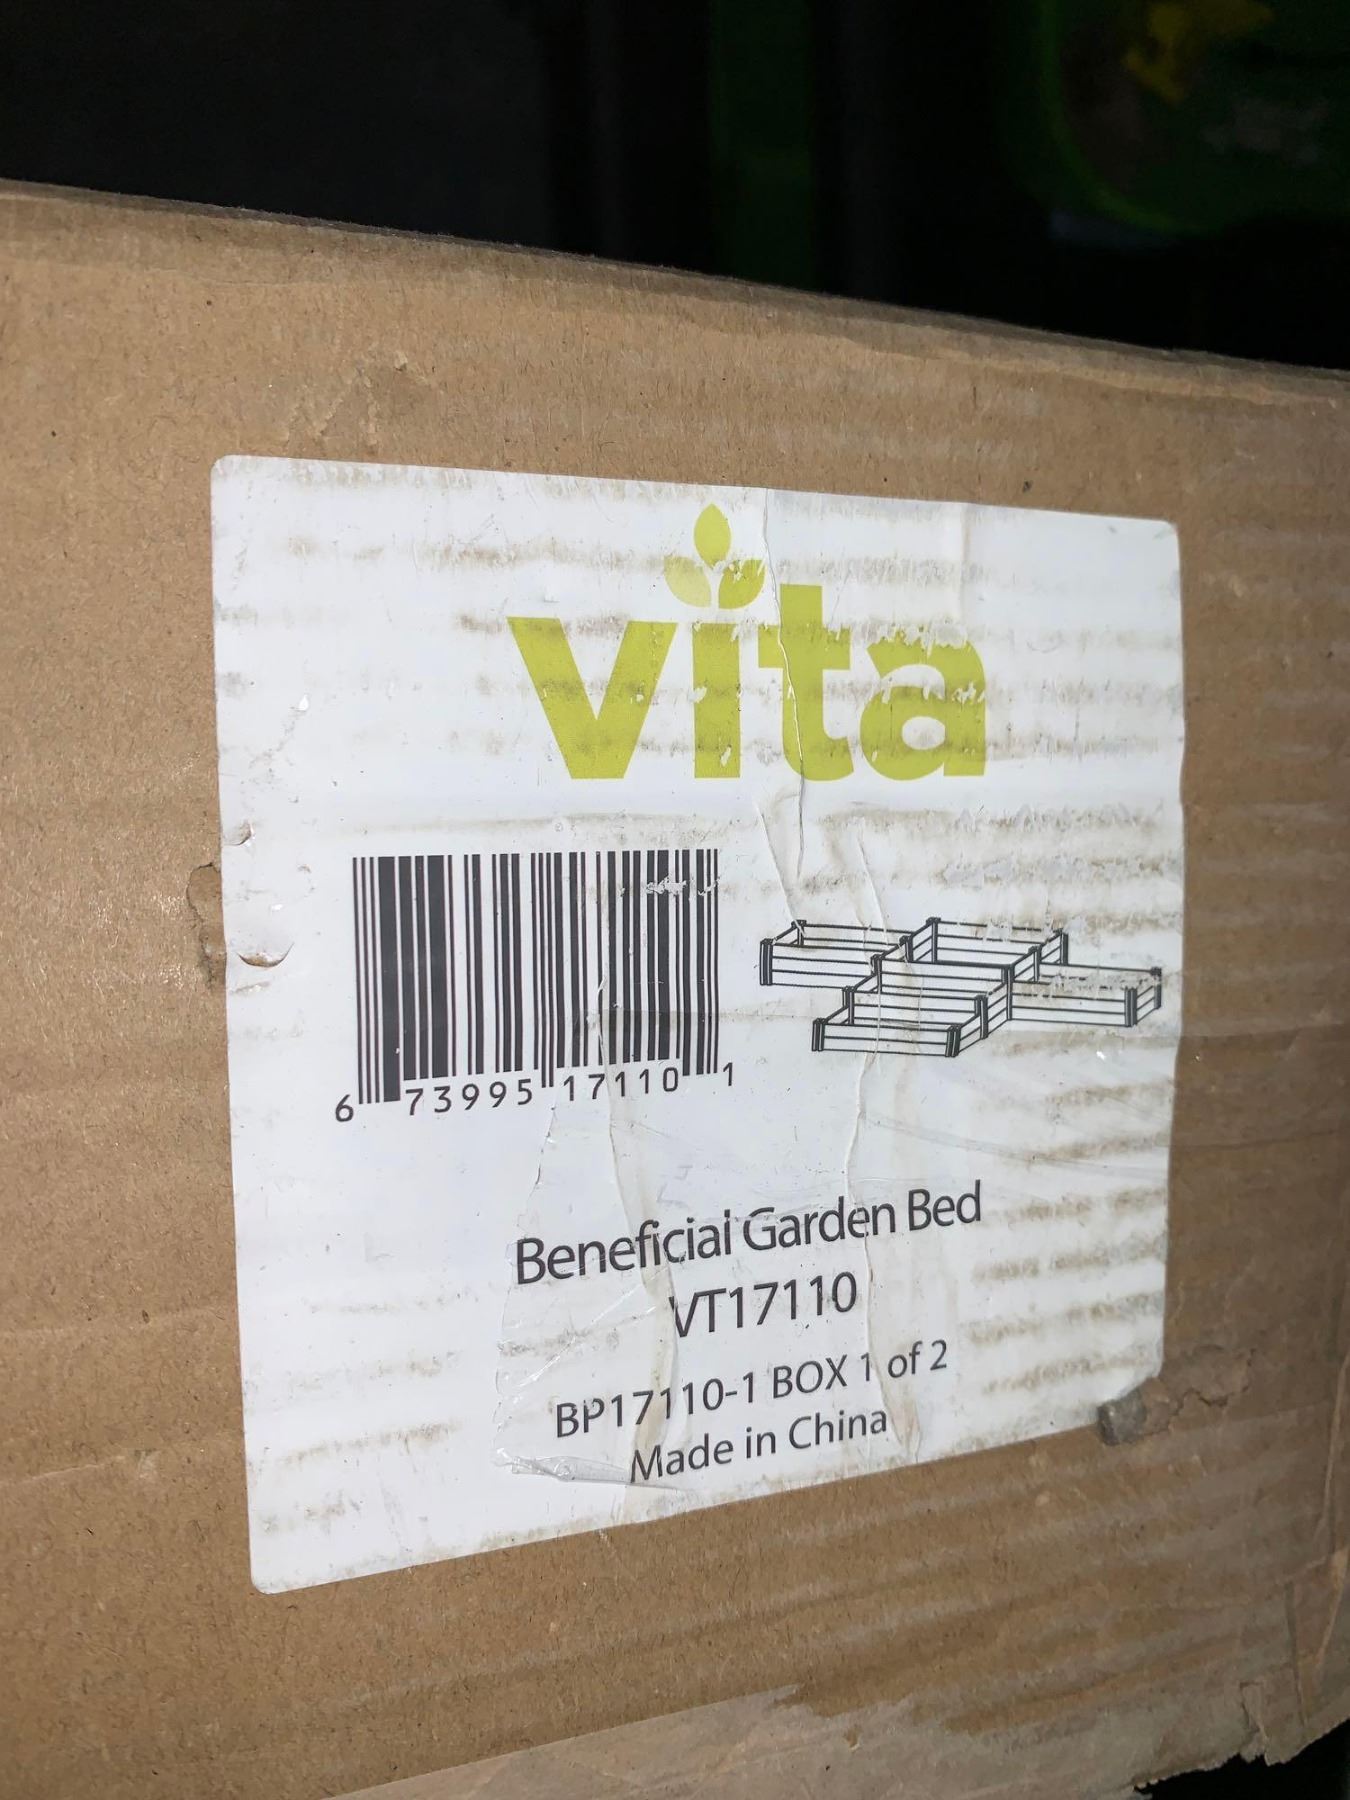 vita
6 73995 17110 1
Beneficial Garden Bed
VT17110
BP17110-1 BOX 1 of 2
Made in China